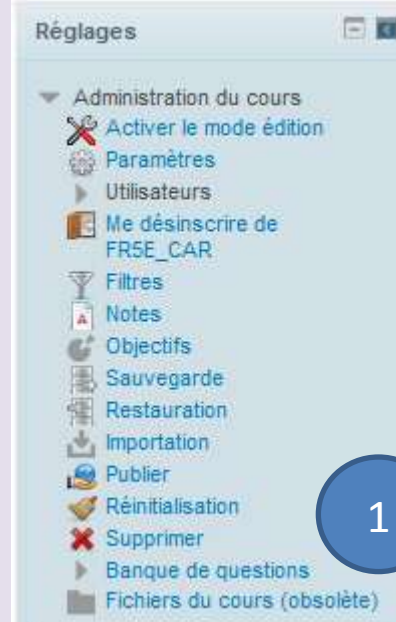 Réglages
Administration du cours
Activer le mode édition
Paramètres
Utilisateurs
Me désinscrire de
FR5E_CAR
Filtres
Notes
Objectifs
Sauvegarde
Restauration
Importation
Publier
Réinitialisation
Supprimer
Banque de questions
Fichiers du cours (obsolète)
1